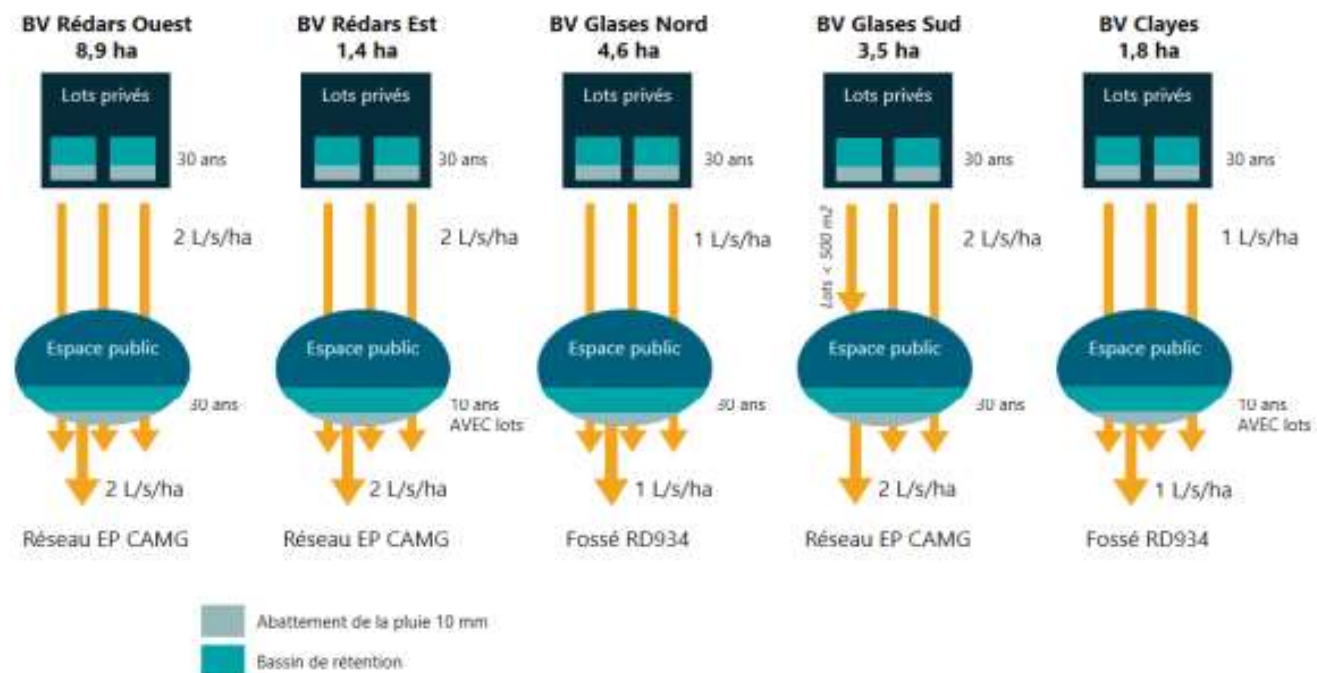 BV Rédars Ouest
8,9 ha
Lots privés
30 ans
2 L/s/ha
Espace public
30 ans
2 L/s/ha
Réseau EP CAMG
BV Rédars Est
1,4 ha
Lots privés
30 ans
2 L/s/ha
Espace public
10 ans
AVEC lots
2 L/s/ha
Réseau EP CAMG
BV Glases Nord
4,6 ha
Lots privés
30 ans
1 L/s/ha
Espace public
30 ans
1 L/s/ha
Fossé RD934
BV Glases Sud
3,5 ha
Lots privés
30 ans
Lots < 500 m2
2 L/s/ha
Espace public
30 ans
2 L/s/ha
Réseau EP CAMG
BV Clayes
1,8 ha
Lots privés
30 ans
1 L/s/ha
Espace public
10 ans
AVEC lots
1 L/s/ha
Fossé RD934
Abattement de la pluie 10 mm
Bassin de rétention